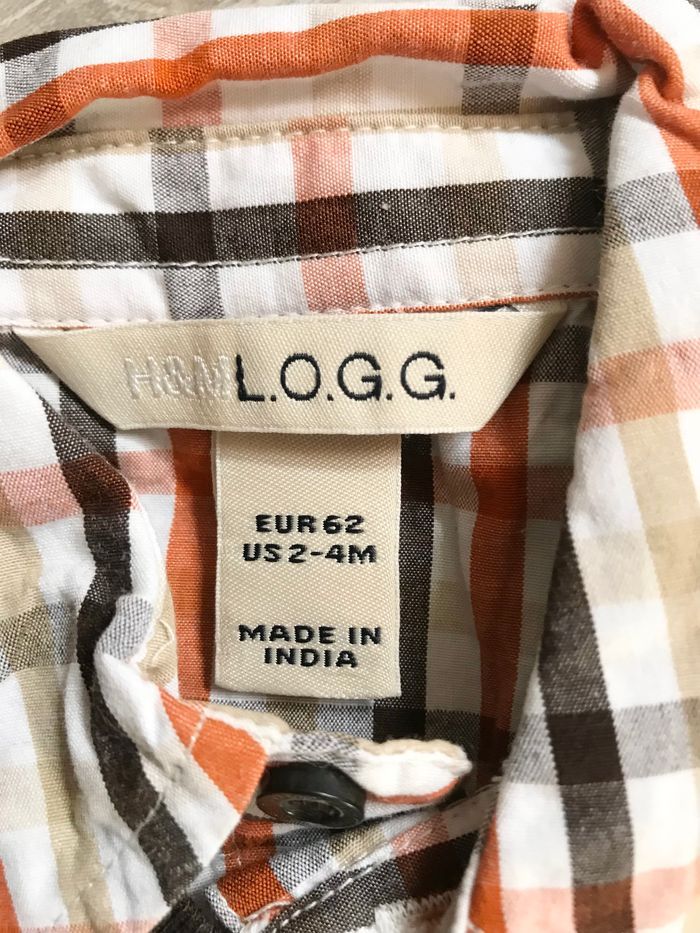 H&M L.O.G.G.
EUR 62
US 2-4M
MADE IN
INDIA